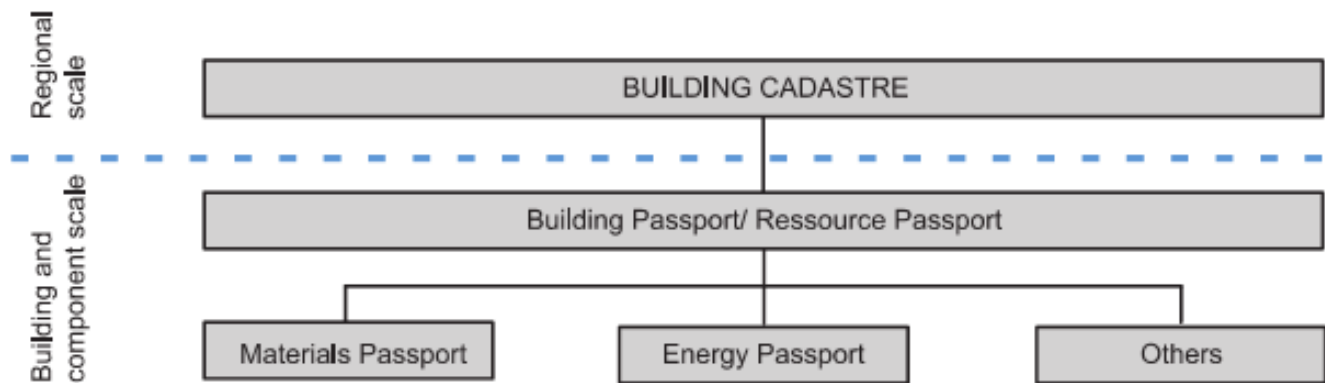 Regional
scale
BUILDING CADASTRE
Building and
component scale
Building Passport/ Ressource Passport
Materials Passport
Energy Passport
Others